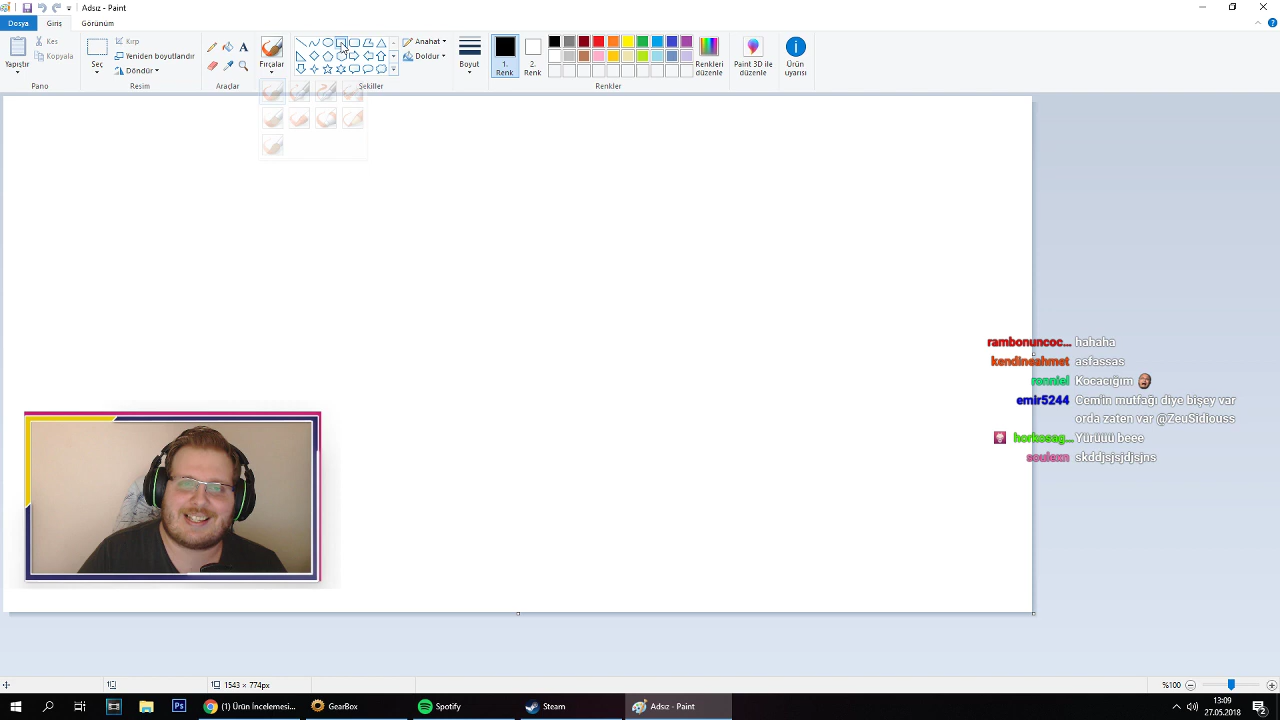 Adsız - Paint
Dosya Giriş Görünüm
Yapıştır
Kes
Kopyala
Pano
Seç
Kırp
Yeniden boyutlandır
Döndür
Resim
A
Araçlar
Fırçalar
Şekiller
Anahat
Doldur
Boyut
1. Renk
2. Renk
Renkleri düzenle
Renkler
Paint 3D ile düzenle
Ürün uyarısı
rambonuncoc... hahaha
kendineahmet asfassas
ronniel Kocacığım
emir5244 Cem'in mutfağı diye bişey var
orda zaten var @ZeuSidiouss
horkosag... Yürüüü beee
soulexn skddjsjsjdjsjns
1543 × 774px
%100
(1) Ürün İncelemesi...
GearBox
Spotify
Steam
Adsız - Paint
13:09
27.05.2018
2